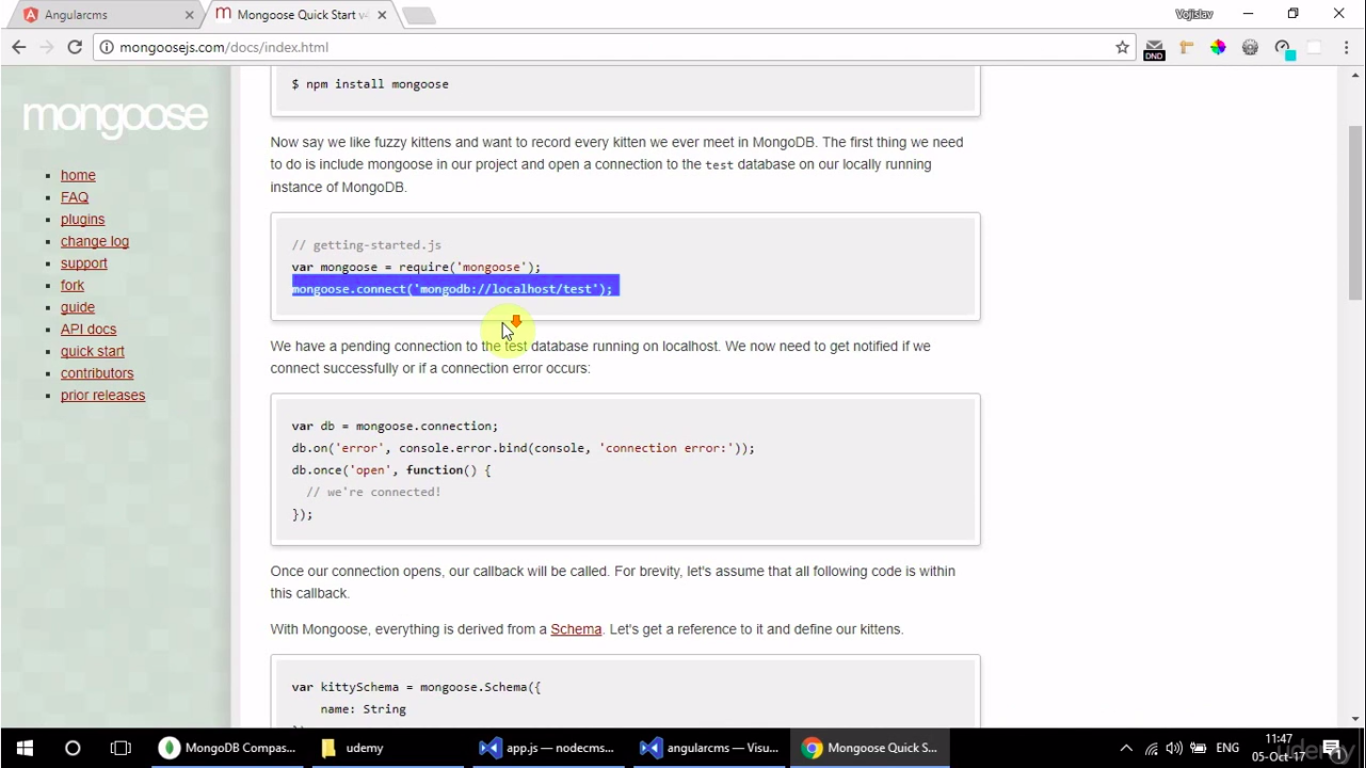 Angularcms
Mongoose Quick Start v4
Vojislav
mongoosejs.com/docs/index.html
DND
mongoose
home
FAQ
plugins
change log
support
fork
guide
API docs
quick start
contributors
prior releases
$ npm install mongoose
Now say we like fuzzy kittens and want to record every kitten we ever meet in MongoDB. The first thing we need
to do is include mongoose in our project and open a connection to the test database on our locally running
instance of MongoDB.
// getting-started.js
var mongoose = require('mongoose');
mongoose.connect('mongodb://localhost/test');
We have a pending connection to the test database running on localhost. We now need to get notified if we
connect successfully or if a connection error occurs:
var db = mongoose.connection;
db.on('error', console.error.bind(console, 'connection error:'));
db.once('open', function() {
// we're connected!
});
Once our connection opens, our callback will be called. For brevity, let's assume that all following code is within
this callback.
With Mongoose, everything is derived from a Schema. Let's get a reference to it and define our kittens.
var kittySchema = mongoose.Schema({
name: String
MongoDB Compas...
udemy
app.js — nodecms...
angularcms — Visu...
Mongoose Quick S...
ENG
11:47
05-Oct-17
udemy
1